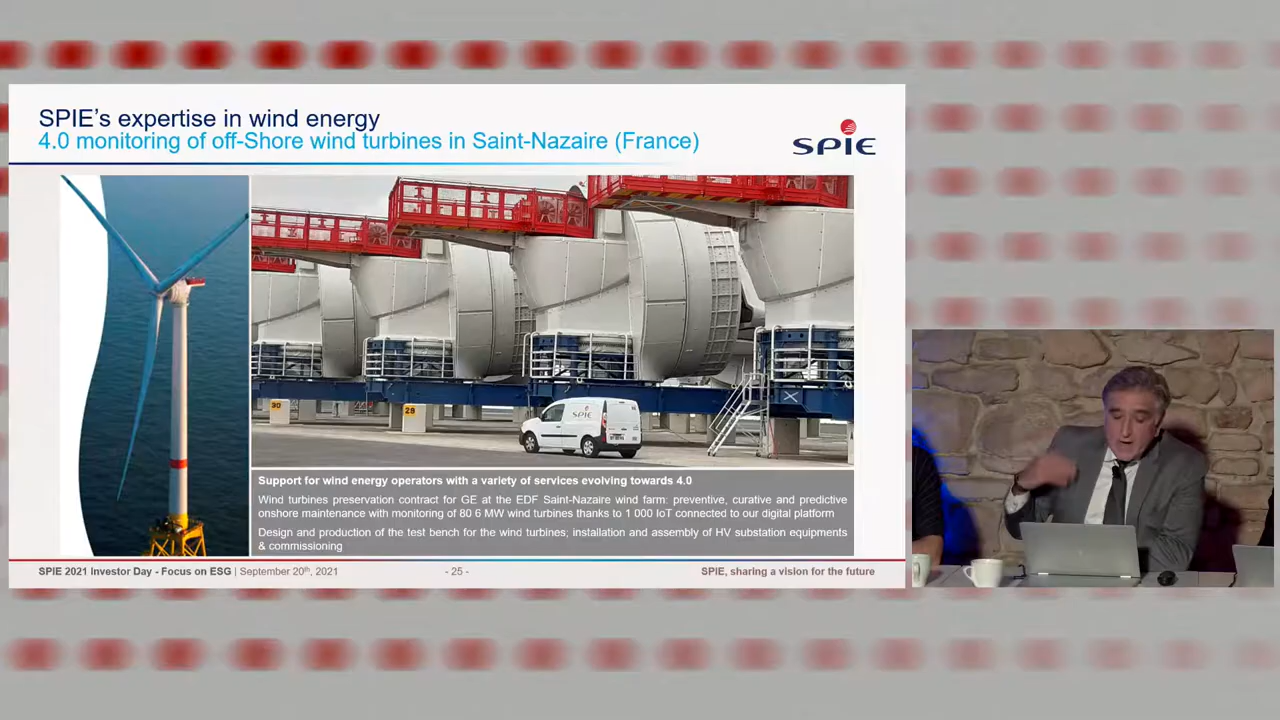 SPIE's expertise in wind energy
4.0 monitoring of off-Shore wind turbines in Saint-Nazaire (France)
SPIE
30
28
SPIE
Support for wind energy operators with a variety of services evolving towards 4.0
Wind turbines preservation contract for GE at the EDF Saint-Nazaire wind farm: preventive, curative and predictive
onshore maintenance with monitoring of 80 6 MW wind turbines thanks to 1 000 IoT connected to our digital platform
Design and production of the test bench for the wind turbines; installation and assembly of HV substation equipments
& commissioning
SPIE 2021 Investor Day - Focus on ESG | September 20th, 2021
- 25 -
SPIE, sharing a vision for the future